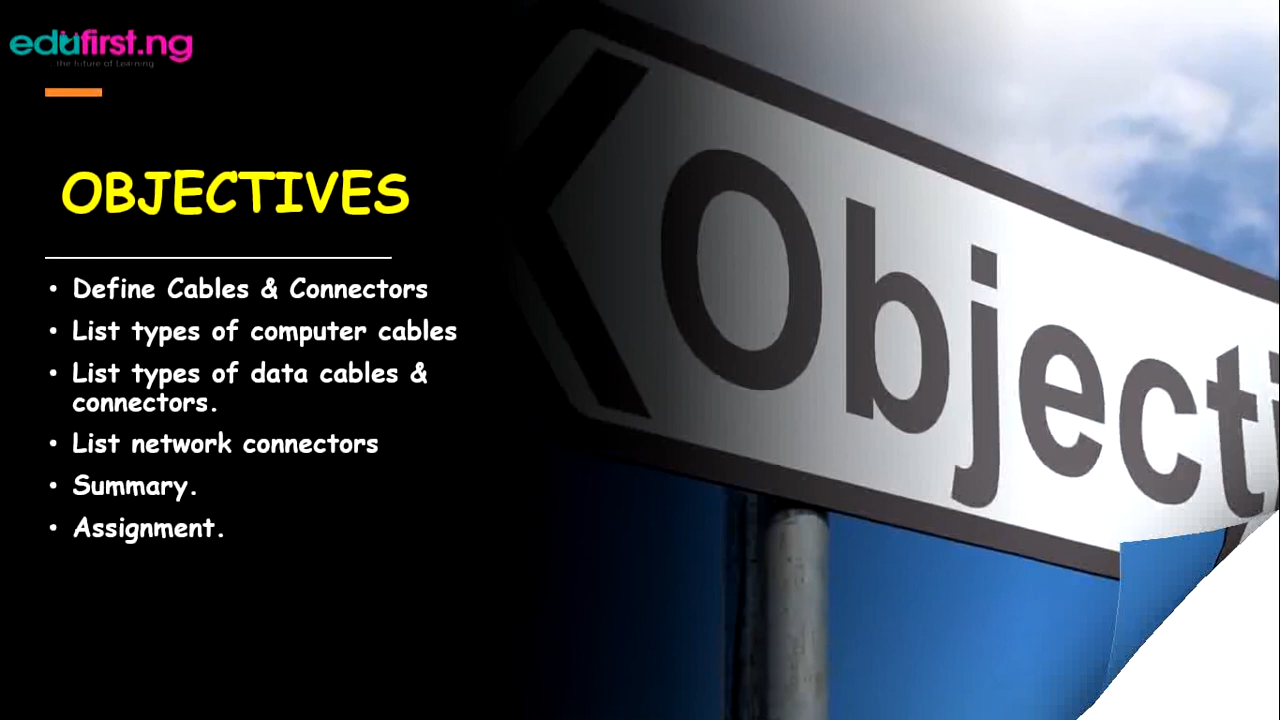 edufirst.ng
The future of Learning
OBJECTIVES
• Define Cables & Connectors
• List types of computer cables
• List types of data cables &
connectors.
• List network connectors
• Summary.
• Assignment.
Objecti